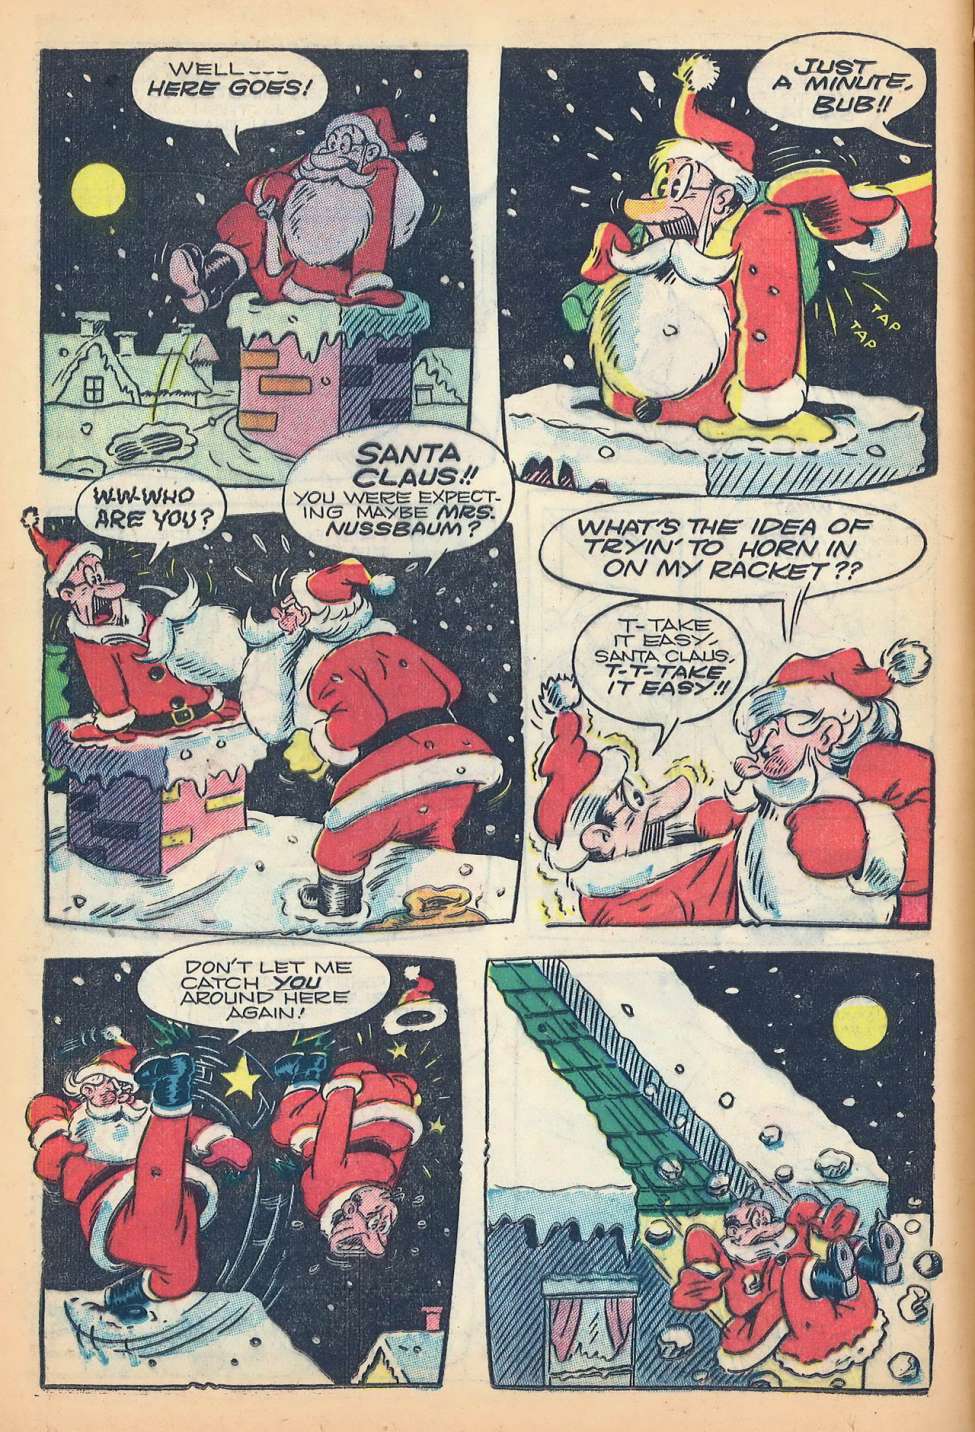 WELL----
HERE GOES!
JUST
A MINUTE,
BUB!!
TAP
TAP
W-W-WHO
ARE YOU?
SANTA
CLAUS!!
YOU WERE EXPECT-
ING MAYBE MRS.
NUSSBAUM?
WHAT'S THE IDEA OF
TRYIN' TO HORN IN
ON MY RACKET??
T-TAKE
IT EASY,
SANTA CLAUS,
T-T-TAKE
IT EASY!!
DON'T LET ME
CATCH YOU
AROUND HERE
AGAIN!